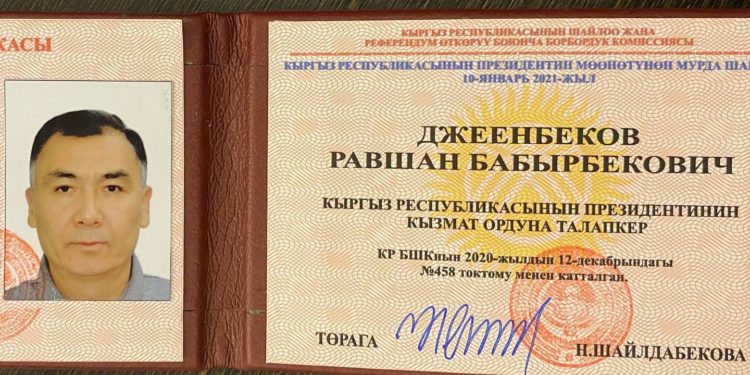 КАСЫ
КЫРГЫЗ РЕСПУБЛИКАСЫНЫН ШАЙЛОО ЖАНА
РЕФЕРЕНДУМ ӨТКӨРҮҮ БОЮНЧА БОРБОРДУК КОМИССИЯСЫ
КЫРГЫЗ РЕСПУБЛИКАСЫНЫН ПРЕЗИДЕНТИН МӨӨНӨТҮНӨН МУРДА ША
10-ЯНВАРЬ 2021-ЖЫЛ
ДЖЕЕНБЕКОВ
РАВШАН БАБЫРБЕКОВИЧ
КЫРГЫЗ РЕСПУБЛИКАСЫНЫН ПРЕЗИДЕНТИНИН
КЫЗМАТ ОРДУНА ТАЛАПКЕР
КР БШКнын 2020-жылдын 12-декабрындагы
№458 токтому менен катталган.
ТӨРАГА
Н.ШАЙЛДАБЕКОВА